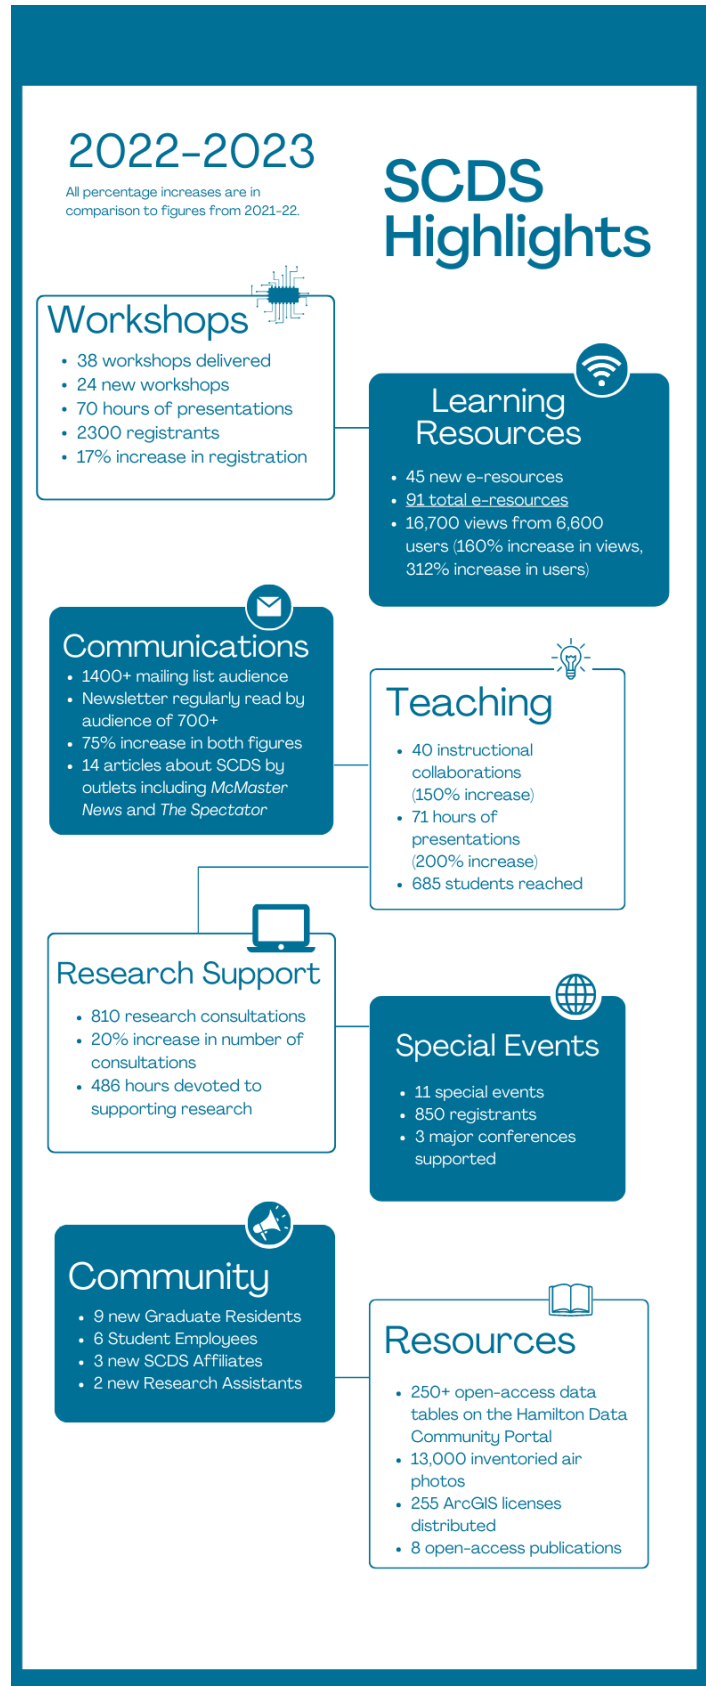 2022-2023
All percentage increases are in
comparison to figures from 2021-22.
SCDS
Highlights
Workshops
• 38 workshops delivered
• 24 new workshops
• 70 hours of presentations
• 2300 registrants
• 17% increase in registration
Learning
Resources
• 45 new e-resources
• 91 total e-resources
• 16,700 views from 6,600
users (160% increase in views,
312% increase in users)
Communications
• 1400+ mailing list audience
• Newsletter regularly read by
audience of 700+
• 75% increase in both figures
• 14 articles about SCDS by
outlets including McMaster
News and The Spectator
Teaching
• 40 instructional
collaborations
(150% increase)
• 71 hours of
presentations
(200% increase)
• 685 students reached
Research Support
• 810 research consultations
• 20% increase in number of
consultations
• 486 hours devoted to
supporting research
Special Events
• 11 special events
• 850 registrants
• 3 major conferences
supported
Community
• 9 new Graduate Residents
• 6 Student Employees
• 3 new SCDS Affiliates
• 2 new Research Assistants
Resources
• 250+ open-access data
tables on the Hamilton Data
Community Portal
• 13,000 inventoried air
photos
• 255 ArcGIS licenses
distributed
• 8 open-access publications